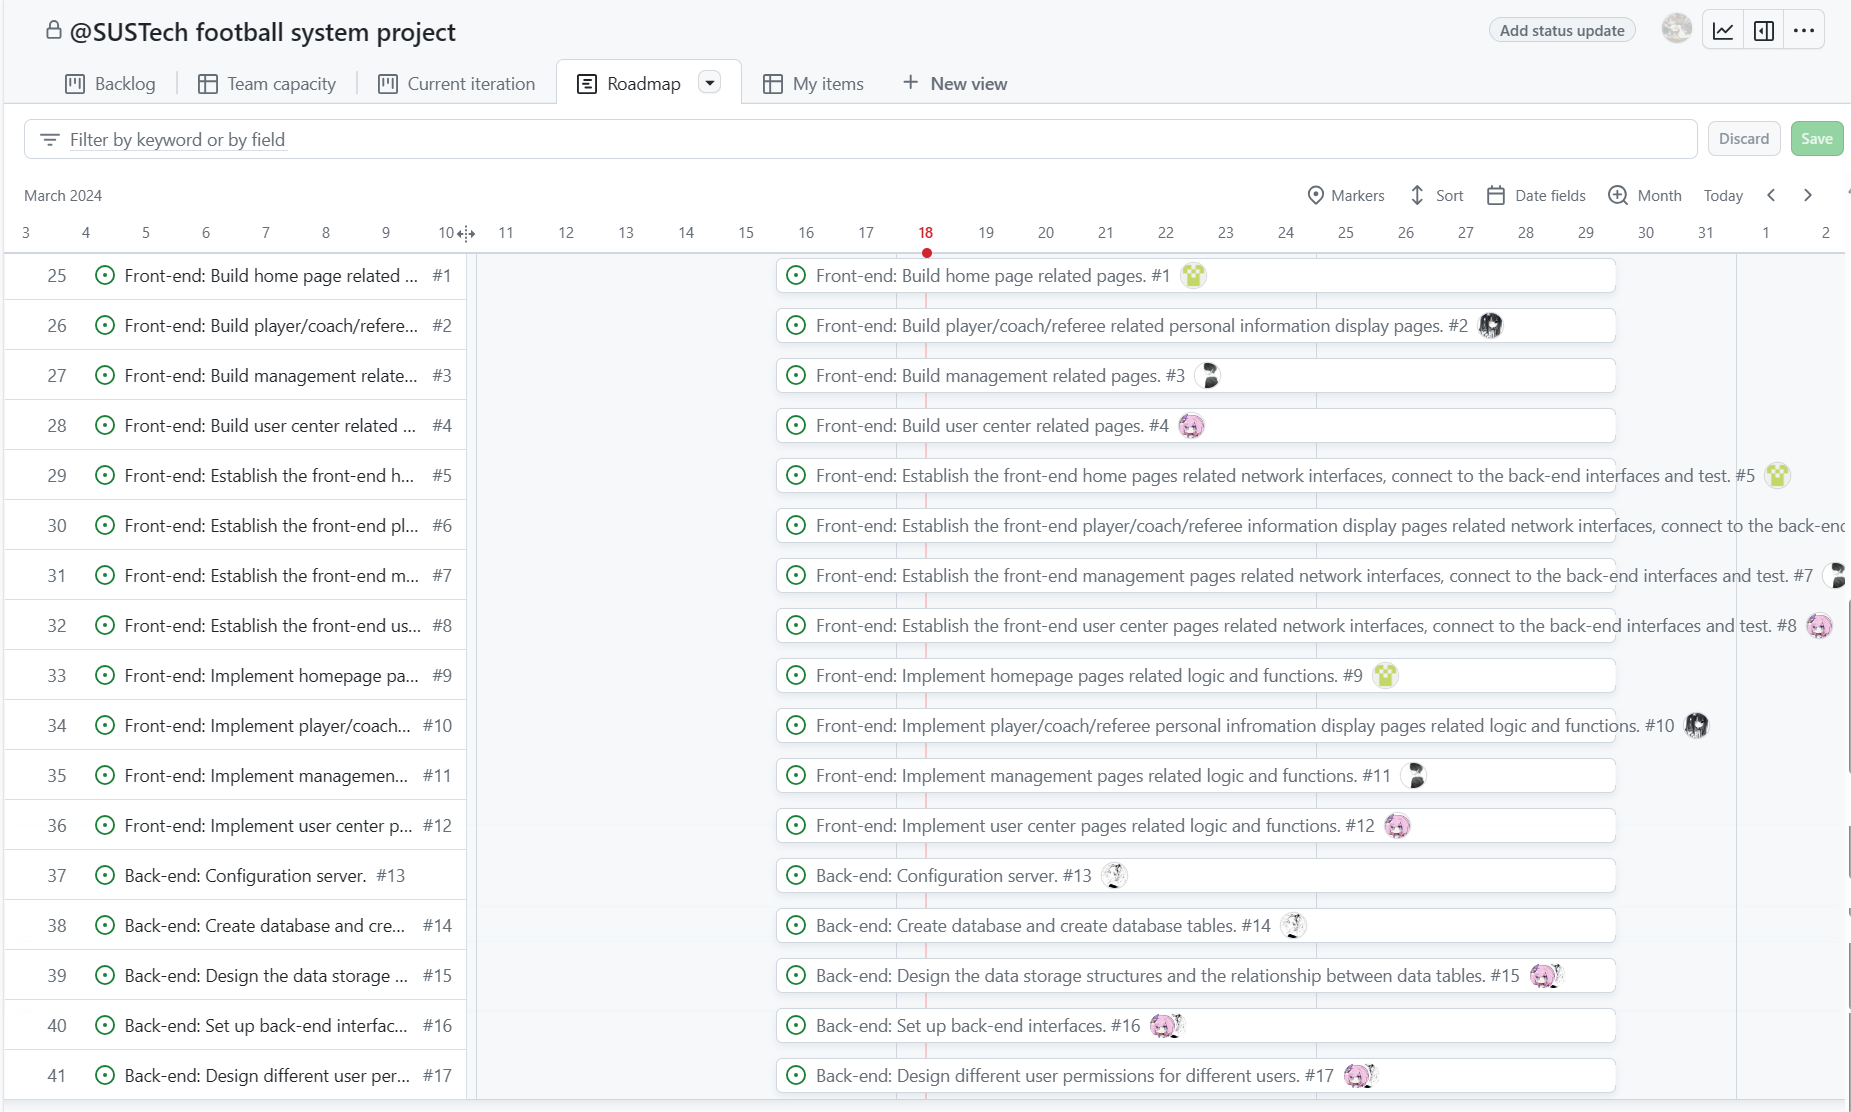 @SUSTech football system project
Add status update
Backlog
Team capacity
Current iteration
Roadmap
My items
New view
Filter by keyword or by field
Discard
Save
March 2024
Markers
Sort
Date fields
Month
Today
3 4 5 6 7 8 9 10 11 12 13 14 15 16 17 18 19 20 21 22 23 24 25 26 27 28 29 30 31 1 2
25 Front-end: Build home page related ... #1
Front-end: Build home page related pages. #1
26 Front-end: Build player/coach/refere... #2
Front-end: Build player/coach/referee related personal information display pages. #2
27 Front-end: Build management relate... #3
Front-end: Build management related pages. #3
28 Front-end: Build user center related ... #4
Front-end: Build user center related pages. #4
29 Front-end: Establish the front-end h... #5
Front-end: Establish the front-end home pages related network interfaces, connect to the back-end interfaces and test. #5
30 Front-end: Establish the front-end pl... #6
Front-end: Establish the front-end player/coach/referee information display pages related network interfaces, connect to the back-end
31 Front-end: Establish the front-end m... #7
Front-end: Establish the front-end management pages related network interfaces, connect to the back-end interfaces and test. #7
32 Front-end: Establish the front-end us... #8
Front-end: Establish the front-end user center pages related network interfaces, connect to the back-end interfaces and test. #8
33 Front-end: Implement homepage pa... #9
Front-end: Implement homepage pages related logic and functions. #9
34 Front-end: Implement player/coach... #10
Front-end: Implement player/coach/referee personal infromation display pages related logic and functions. #10
35 Front-end: Implement managemen... #11
Front-end: Implement management pages related logic and functions. #11
36 Front-end: Implement user center p... #12
Front-end: Implement user center pages related logic and functions. #12
37 Back-end: Configuration server. #13
Back-end: Configuration server. #13
38 Back-end: Create database and cre... #14
Back-end: Create database and create database tables. #14
39 Back-end: Design the data storage ... #15
Back-end: Design the data storage structures and the relationship between data tables. #15
40 Back-end: Set up back-end interfac... #16
Back-end: Set up back-end interfaces. #16
41 Back-end: Design different user per... #17
Back-end: Design different user permissions for different users. #17